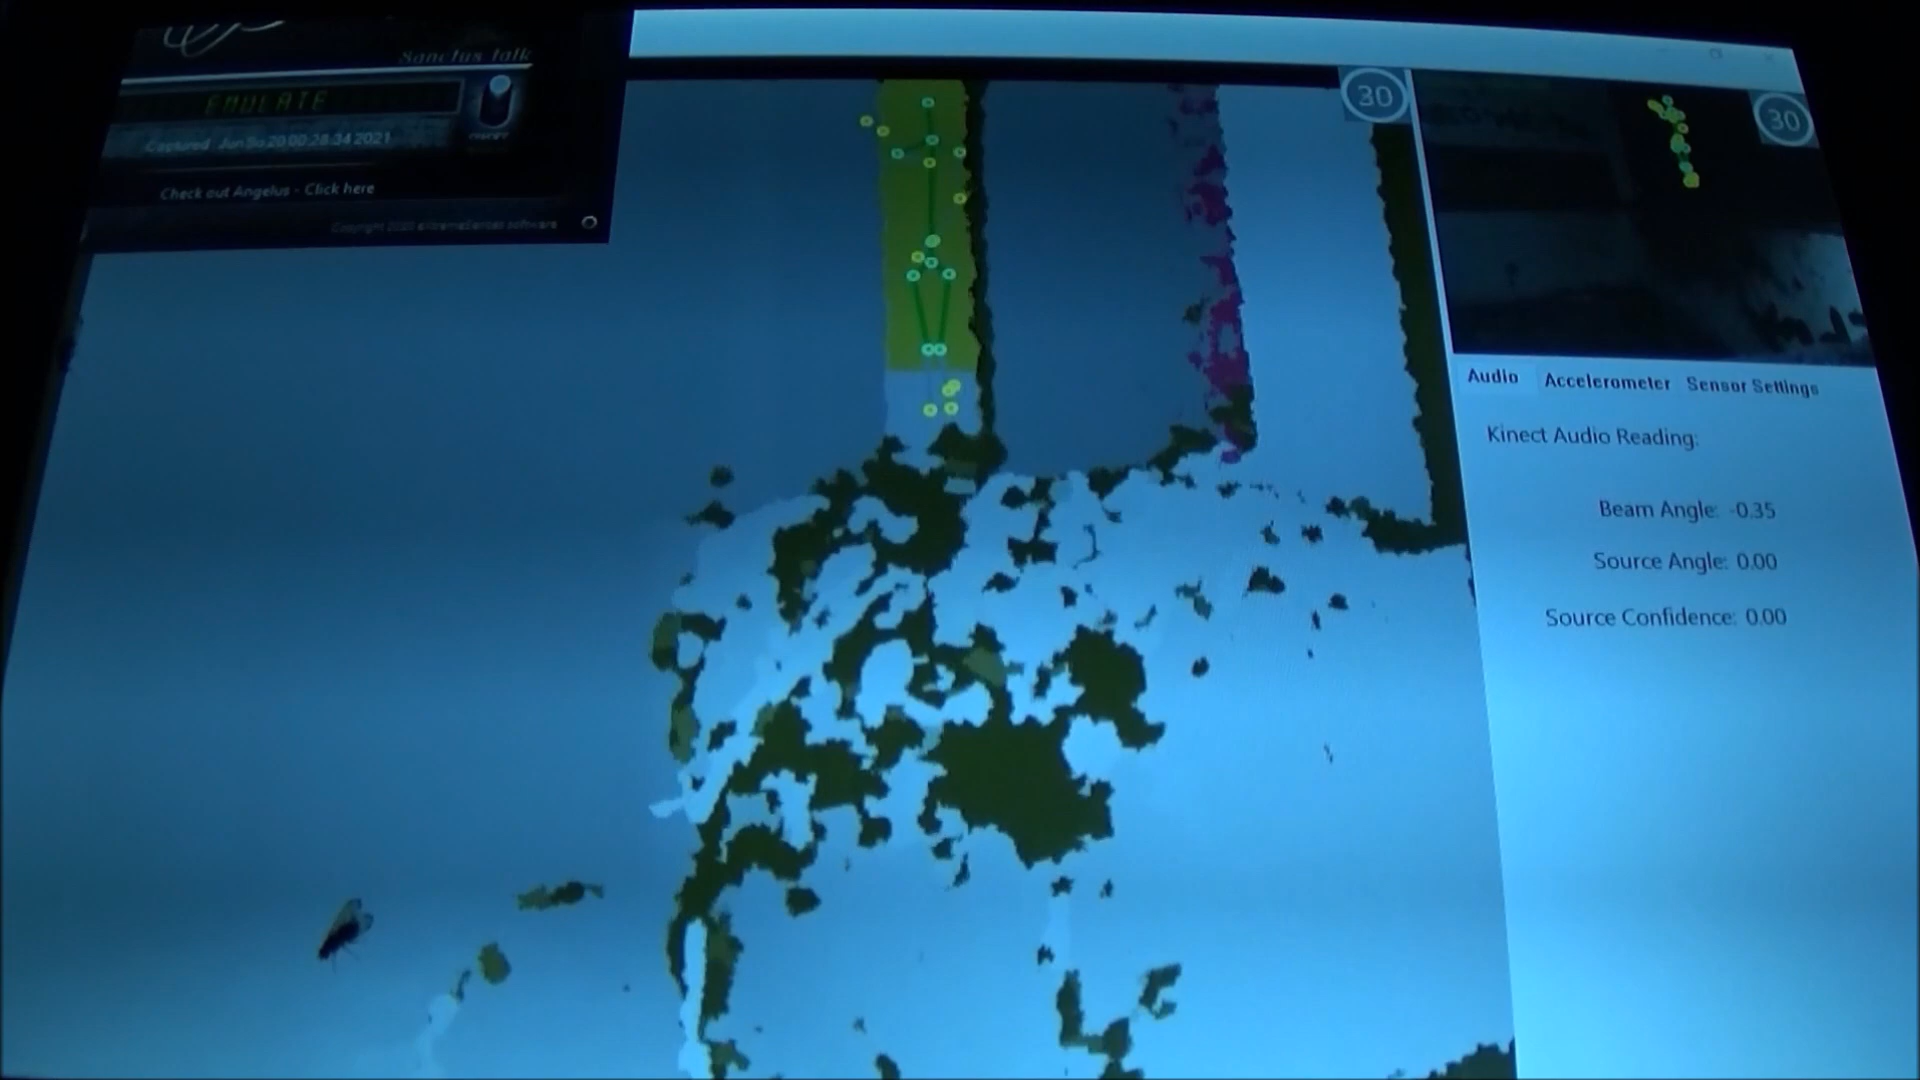 Sanctus talk
EMULATE
Check out Angelus - Click here
30
30
Audio Accelerometer Sensor Settings
Kinect Audio Reading:
Beam Angle: -0.35
Source Angle: 0.00
Source Confidence: 0.00